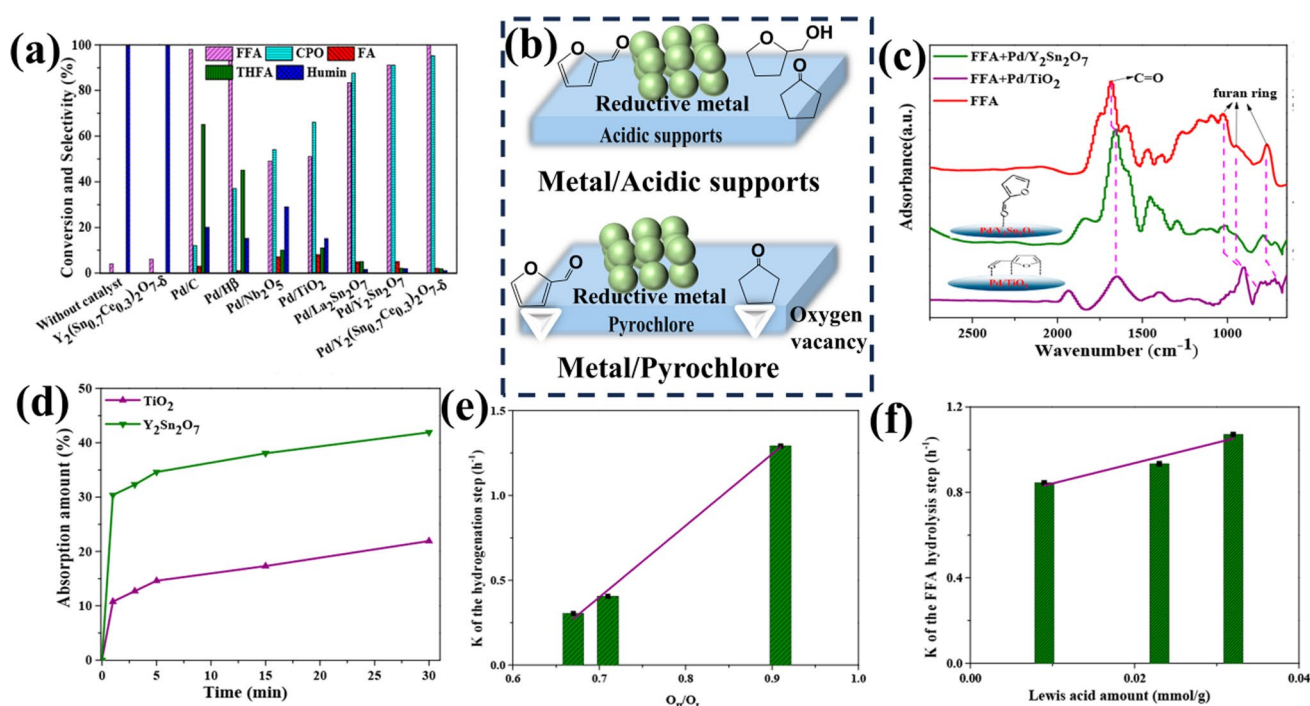 (a)
100
80
60
40
20
0
Conversion and Selectivity (%)
FFA CPO FA
THFA Humin
Without catalyst
Y2(Sn0.7Ce0.3)2O7-δ
Pd/C
Pd/Hβ
Pd/Nb2O5
Pd/TiO2
Pd/La2Sn2O7
Pd/Y2Sn2O7
Pd/Y2(Sn0.7Ce0.3)2O7-δ
(b)
O
O
O
OH
O
Reductive metal
Acidic supports
Metal/Acidic supports
O
O
O
Reductive metal
Pyrochlore
Oxygen
vacancy
Metal/Pyrochlore
(c)
FFA+Pd/Y2Sn2O7
FFA+Pd/TiO2
FFA
C=O
furan ring
Adsorbance(a.u.)
Pd/TiO2
2500 2000 1500 1000
Wavenumber (cm⁻¹)
(d)
50
40
30
20
10
0
Absorption amount (%)
TiO2
Y2Sn2O7
0 5 10 15 20 25 30
Time (min)
(e)
1.5
1.0
0.5
0.0
K of the hydrogenation step (h⁻¹)
0.6 0.7 0.8 0.9 1.0
(f)
1.2
0.8
0.4
0.0
K of the FFA hydrolysis step (h⁻¹)
0.00 0.02 0.04
Lewis acid amount (mmol/g)